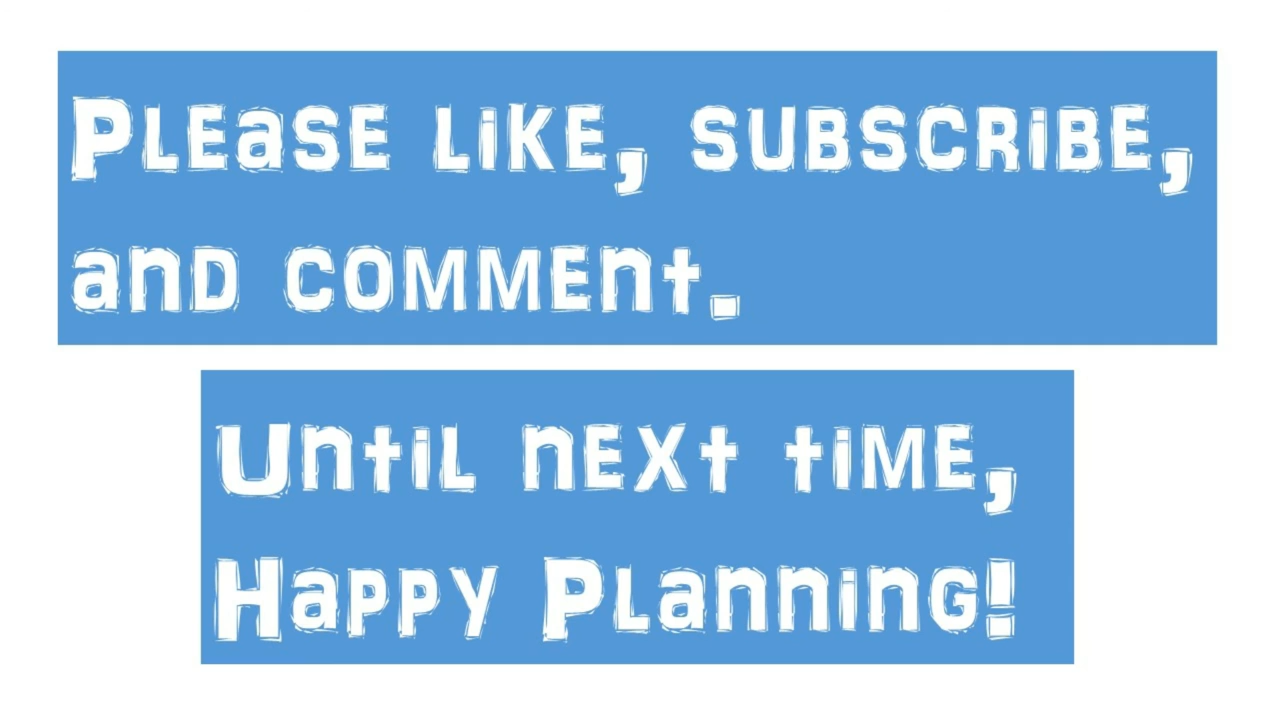 Please like, subscribe,
and comment.
Until next time,
Happy Planning!